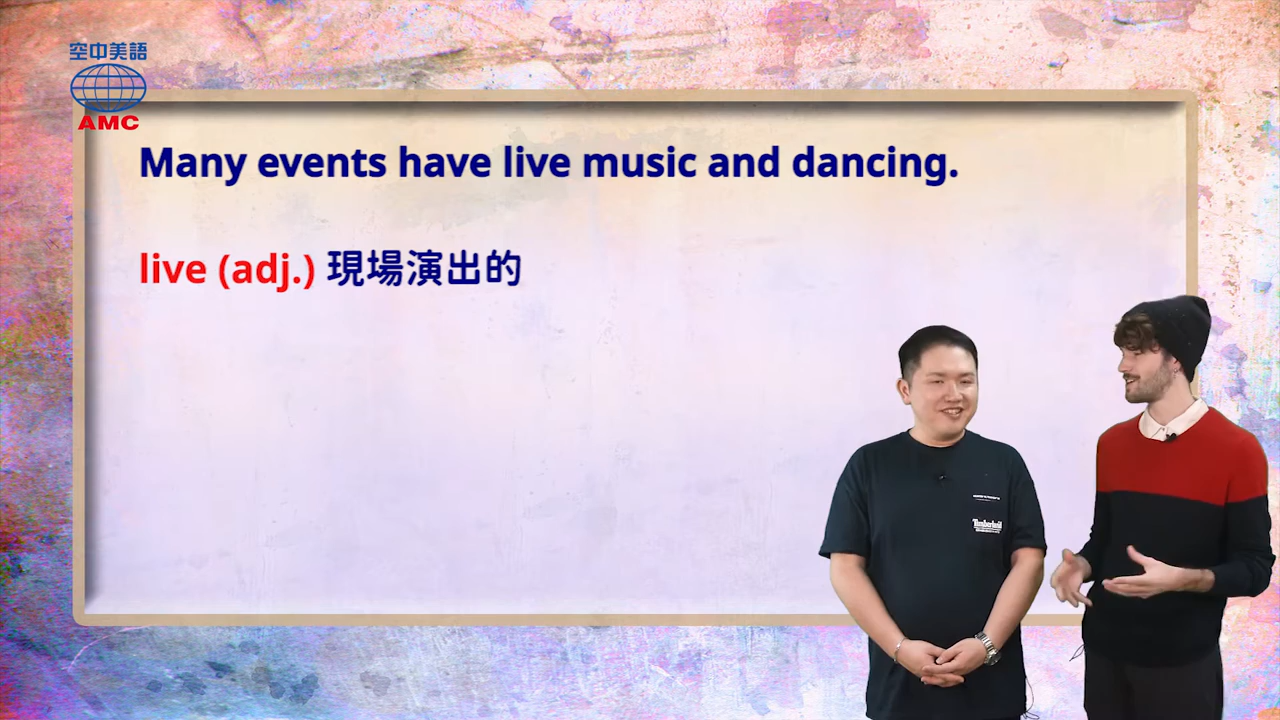 空中美語
AMC
Many events have live music and dancing.
live (adj.) 現場演出的
Timberland